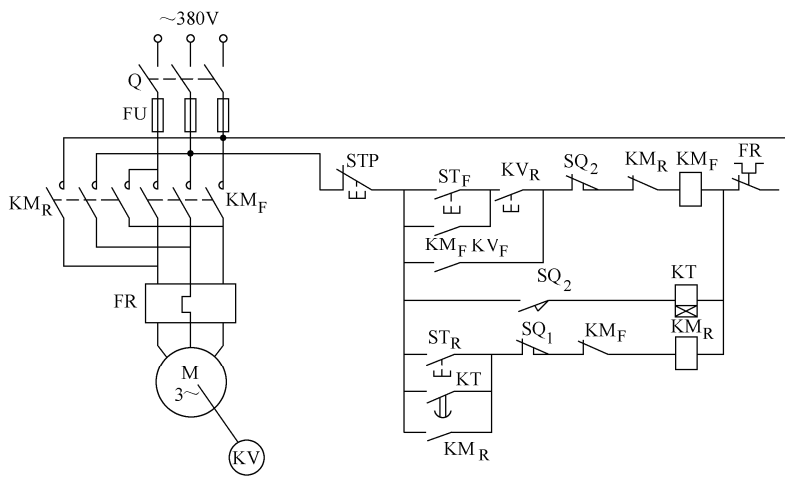 ～380V
Q
FU
STP
ST_F
KV_R
SQ_2
KM_R
KM_F
FR
KM_R
KM_F
KM_F
KV_F
SQ_2
KT
FR
ST_R
SQ_1
KM_F
KM_R
M
3～
KT
KM_R
KV